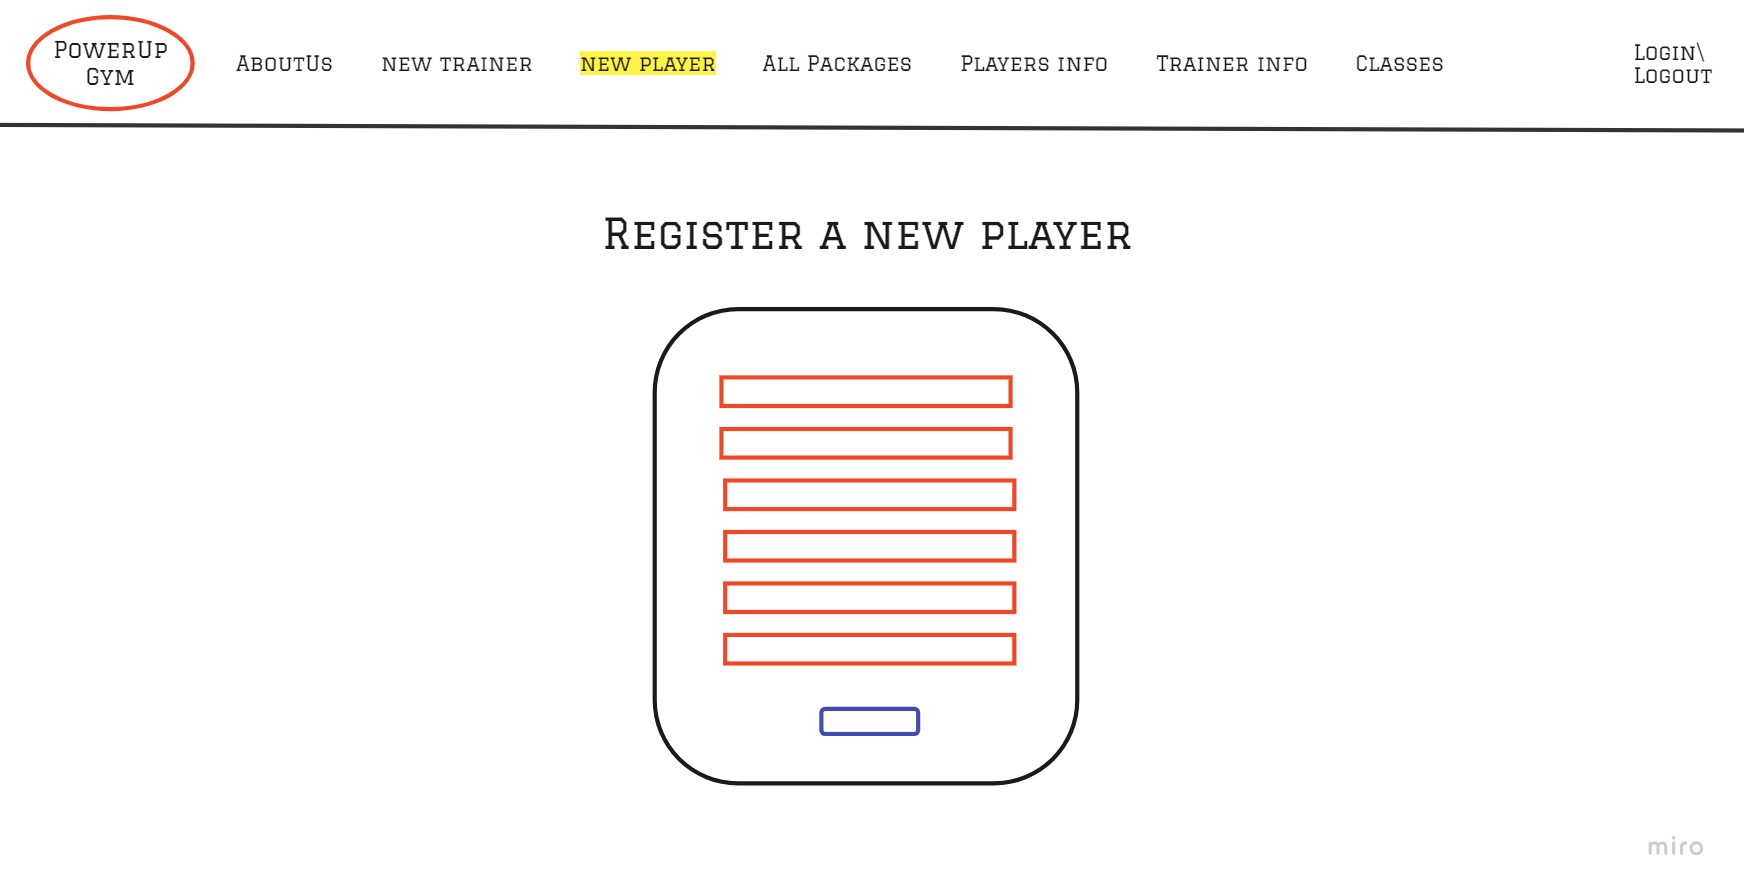 PowerUp
Gym
AboutUs
new trainer
new player
All Packages
Players info
Trainer info
Classes
Login\
Logout
Register a new player
miro